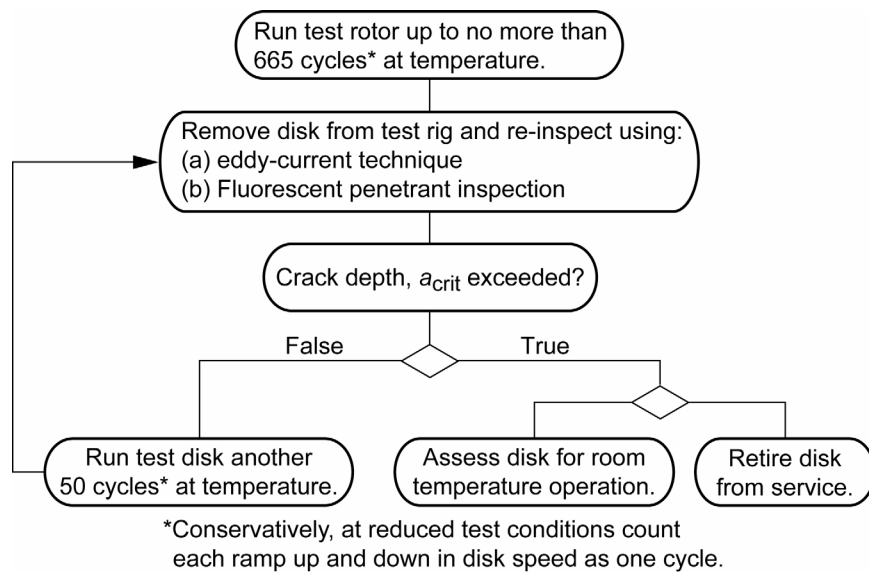 Run test rotor up to no more than
665 cycles* at temperature.
Remove disk from test rig and re-inspect using:
(a) eddy-current technique
(b) Fluorescent penetrant inspection
Crack depth, acrit exceeded?
False
True
Run test disk another
50 cycles* at temperature.
Assess disk for room
temperature operation.
Retire disk
from service.
*Conservatively, at reduced test conditions count
each ramp up and down in disk speed as one cycle.